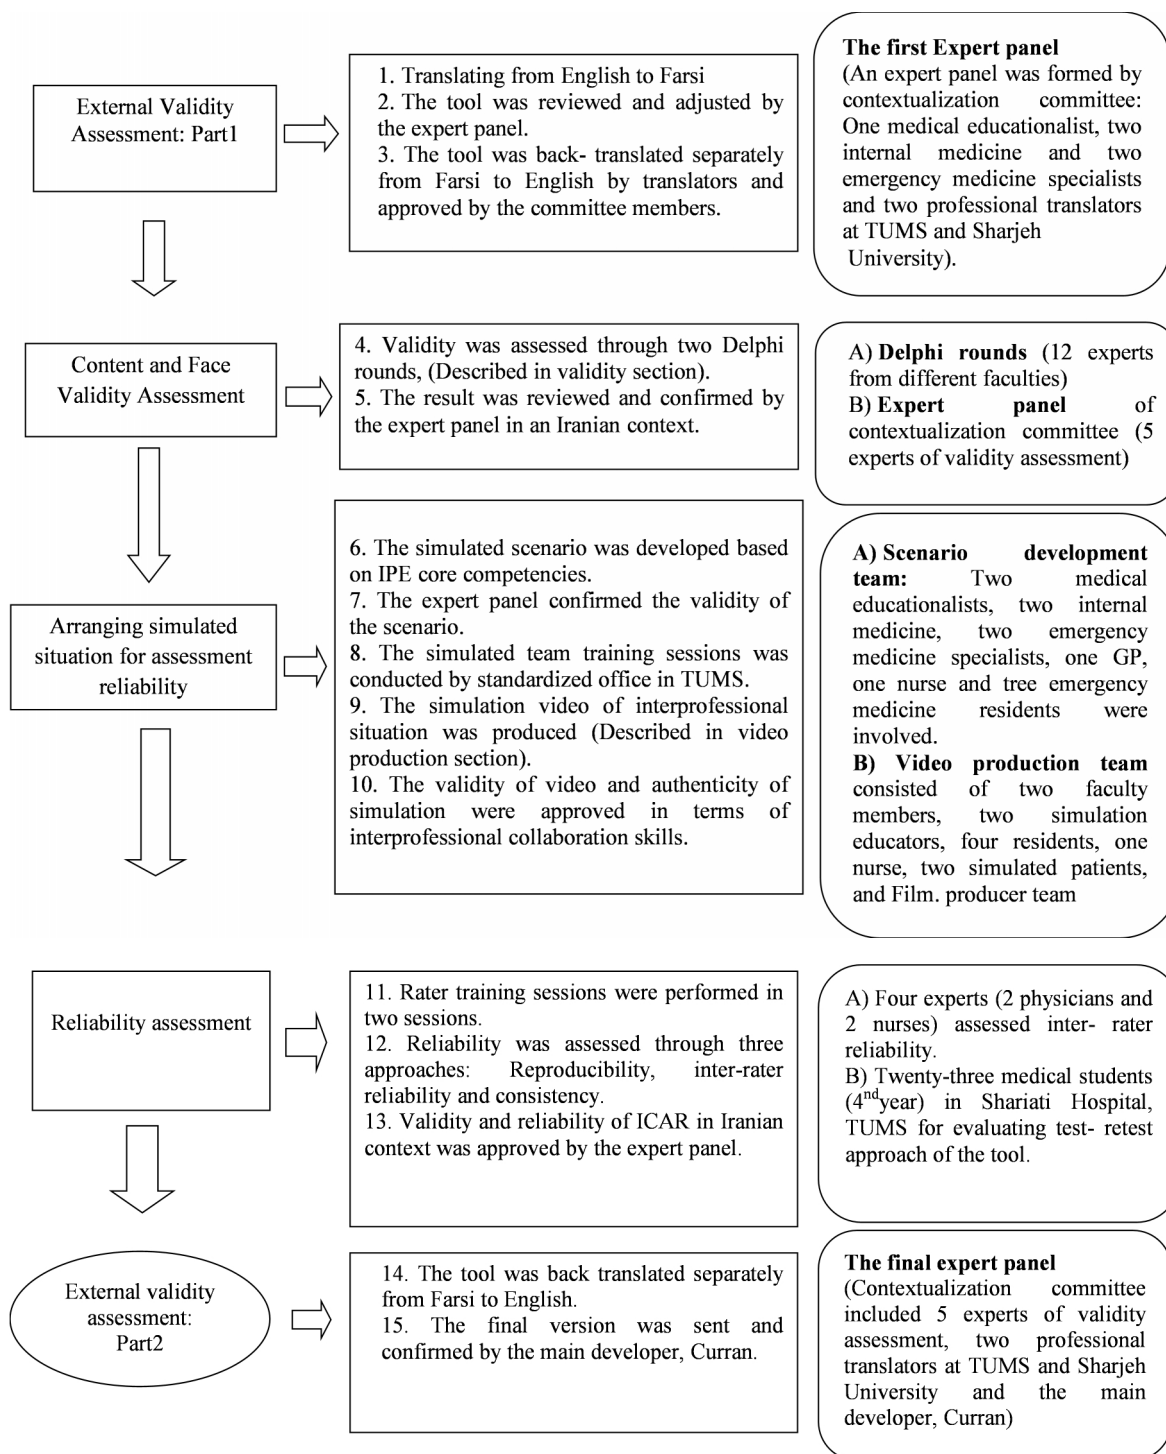 External Validity
Assessment: Part1
1. Translating from English to Farsi
2. The tool was reviewed and adjusted by
the expert panel.
3. The tool was back- translated separately
from Farsi to English by translators and
approved by the committee members.
The first Expert panel
(An expert panel was formed by
contextualization committee:
One medical educationalist, two
internal medicine and two
emergency medicine specialists
and two professional translators
at TUMS and Sharjeh
University).
Content and Face
Validity Assessment
4. Validity was assessed through two Delphi
rounds, (Described in validity section).
5. The result was reviewed and confirmed by
the expert panel in an Iranian context.
A) Delphi rounds (12 experts
from different faculties)
B) Expert panel of
contextualization committee (5
experts of validity assessment)
Arranging simulated
situation for assessment
reliability
6. The simulated scenario was developed based
on IPE core competencies.
7. The expert panel confirmed the validity of
the scenario.
8. The simulated team training sessions was
conducted by standardized office in TUMS.
9. The simulation video of interprofessional
situation was produced (Described in video
production section).
10. The validity of video and authenticity of
simulation were approved in terms of
interprofessional collaboration skills.
A) Scenario development
team: Two medical
educationalists, two internal
medicine, two emergency
medicine specialists, one GP,
one nurse and tree emergency
medicine residents were
involved.
B) Video production team
consisted of two faculty
members, two simulation
educators, four residents, one
nurse, two simulated patients,
and Film. producer team
Reliability assessment
11. Rater training sessions were performed in
two sessions.
12. Reliability was assessed through three
approaches: Reproducibility, inter-rater
reliability and consistency.
13. Validity and reliability of ICAR in Iranian
context was approved by the expert panel.
A) Four experts (2 physicians and
2 nurses) assessed inter- rater
reliability.
B) Twenty-three medical students
(4ndyear) in Shariati Hospital,
TUMS for evaluating test- retest
approach of the tool.
External validity
assessment:
Part2
14. The tool was back translated separately
from Farsi to English.
15. The final version was sent and
confirmed by the main developer, Curran.
The final expert panel
(Contextualization committee
included 5 experts of validity
assessment, two professional
translators at TUMS and Sharjeh
University and the main
developer, Curran)